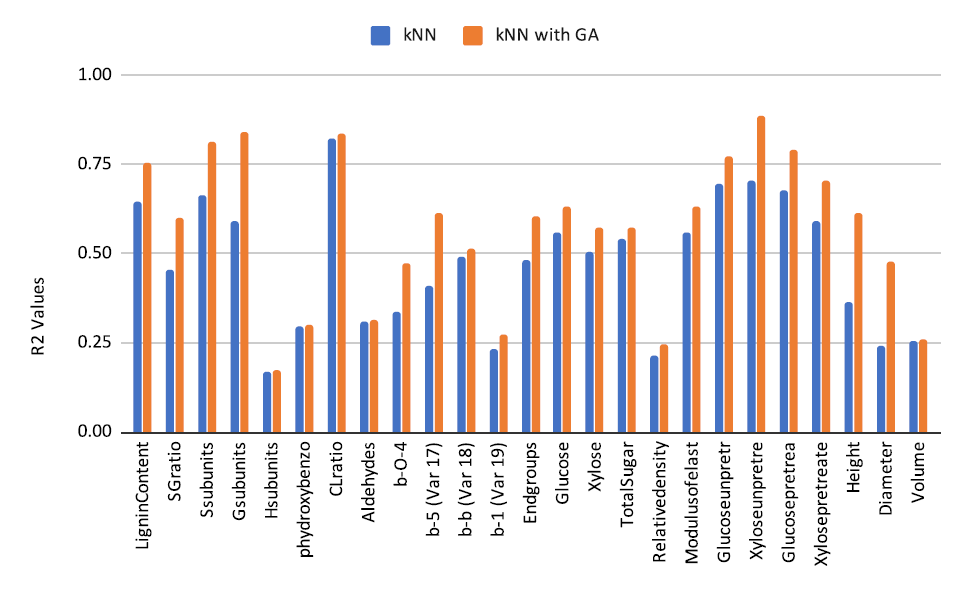 kNN kNN with GA
1.00
0.75
0.50
0.25
0.00
R2 Values
LigninContent
SGratio
Ssubunits
Gsubunits
Hsubunits
phydroxybenzo
CLratio
Aldehydes
b-O-4
b-5 (Var 17)
b-b (Var 18)
b-1 (Var 19)
Endgroups
Glucose
Xylose
TotalSugar
Relativedensity
Modulusofelast
Glucoseunpretr
Xyloseunpretre
Glucosepretrea
Xylosepretreate
Height
Diameter
Volume